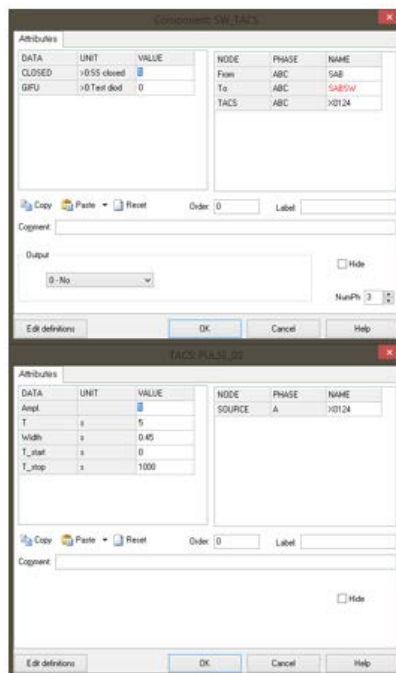 Component: SW_TACS
Attributes
DATA UNIT VALUE
CLOSED >0:SS closed
GIFU >0:Test diod 0
NODE PHASE NAME
From ABC SAB
To ABC SABSW
TACS ABC X0124
Copy Paste Reset Order: 0 Label:
Comment:
Output
0 - No
Hide
NumPh: 3
Edit definitions OK Cancel Help
TACS: PULSE_03
Attributes
DATA UNIT VALUE
Ampl.
T s 5
Width s 0.45
T_start s 0
T_stop s 1000
NODE PHASE NAME
SOURCE A X0124
Copy Paste Reset Order: 0 Label:
Comment:
Hide
Edit definitions OK Cancel Help